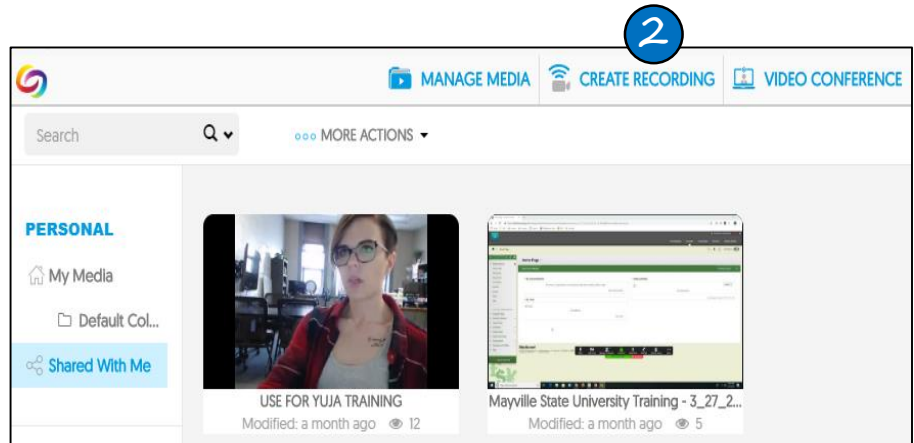 2
MANAGE MEDIA CREATE RECORDING VIDEO CONFERENCE
Search ooo MORE ACTIONS
PERSONAL
My Media
Default Col...
Shared With Me
USE FOR YUJA TRAINING
Modified: a month ago 12
Mayville State University Training - 3_27_2...
Modified: a month ago 5